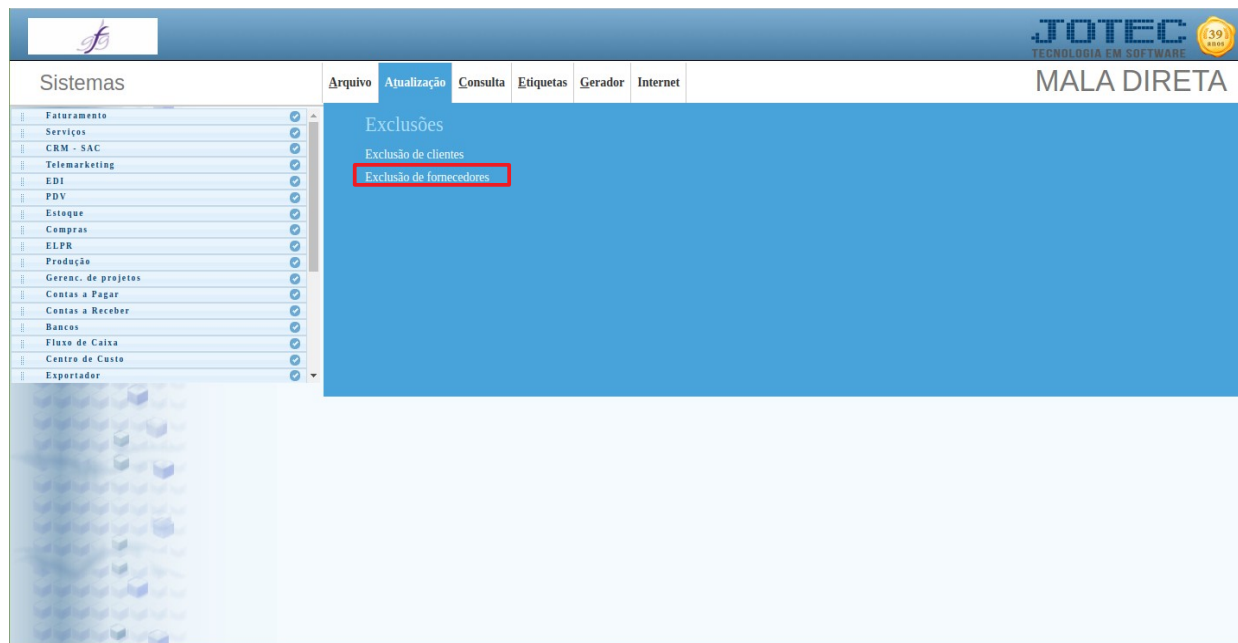 gfg
JOTEC
TECNOLOGIA EM SOFTWARE
39
anos
Sistemas
Arquivo Atualização Consulta Etiquetas Gerador Internet
MALA DIRETA
Faturamento
Serviços
CRM - SAC
Telemarketing
EDI
PDV
Estoque
Compras
ELPR
Produção
Gerenc. de projetos
Contas a Pagar
Contas a Receber
Bancos
Fluxo de Caixa
Centro de Custo
Exportador
Exclusões
Exclusão de clientes
Exclusão de fornecedores